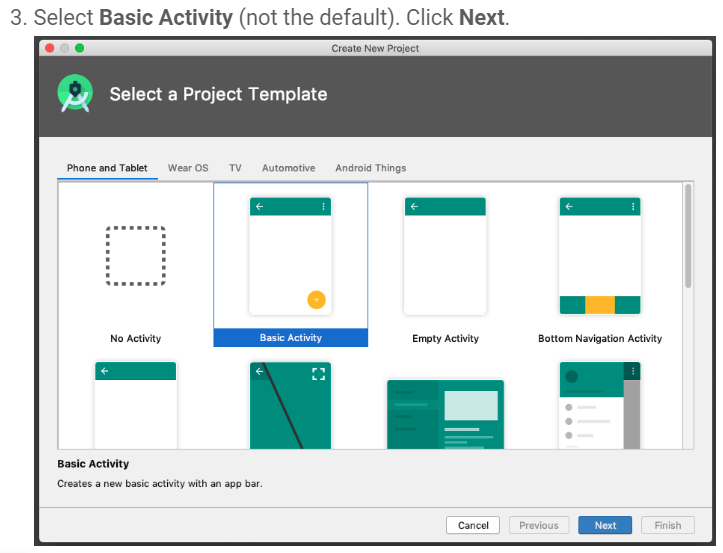 3. Select Basic Activity (not the default). Click Next.
Create New Project
Select a Project Template
Phone and Tablet Wear OS TV Automotive Android Things
No Activity Basic Activity Empty Activity Bottom Navigation Activity
Basic Activity
Creates a new basic activity with an app bar.
Cancel Previous Next Finish